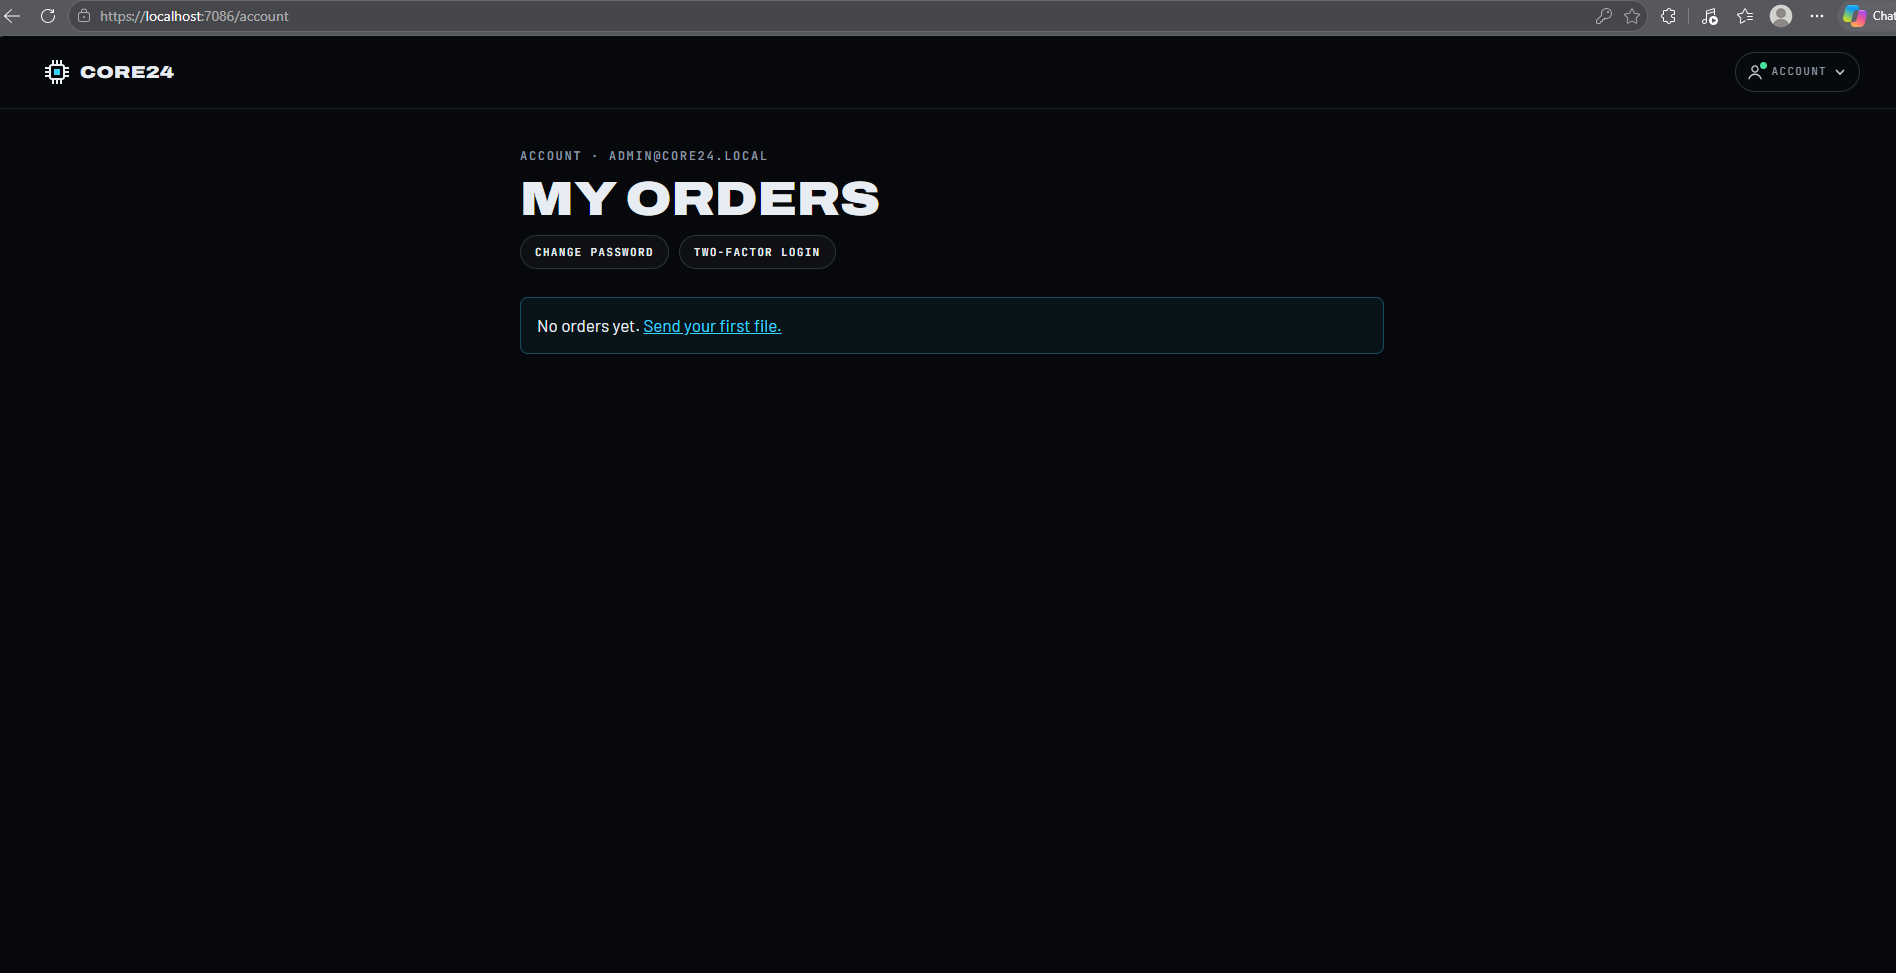 https://localhost:7086/account
Chat
CORE24
ACCOUNT
ACCOUNT · ADMIN@CORE24.LOCAL
MY ORDERS
CHANGE PASSWORD
TWO-FACTOR LOGIN
No orders yet. Send your first file.